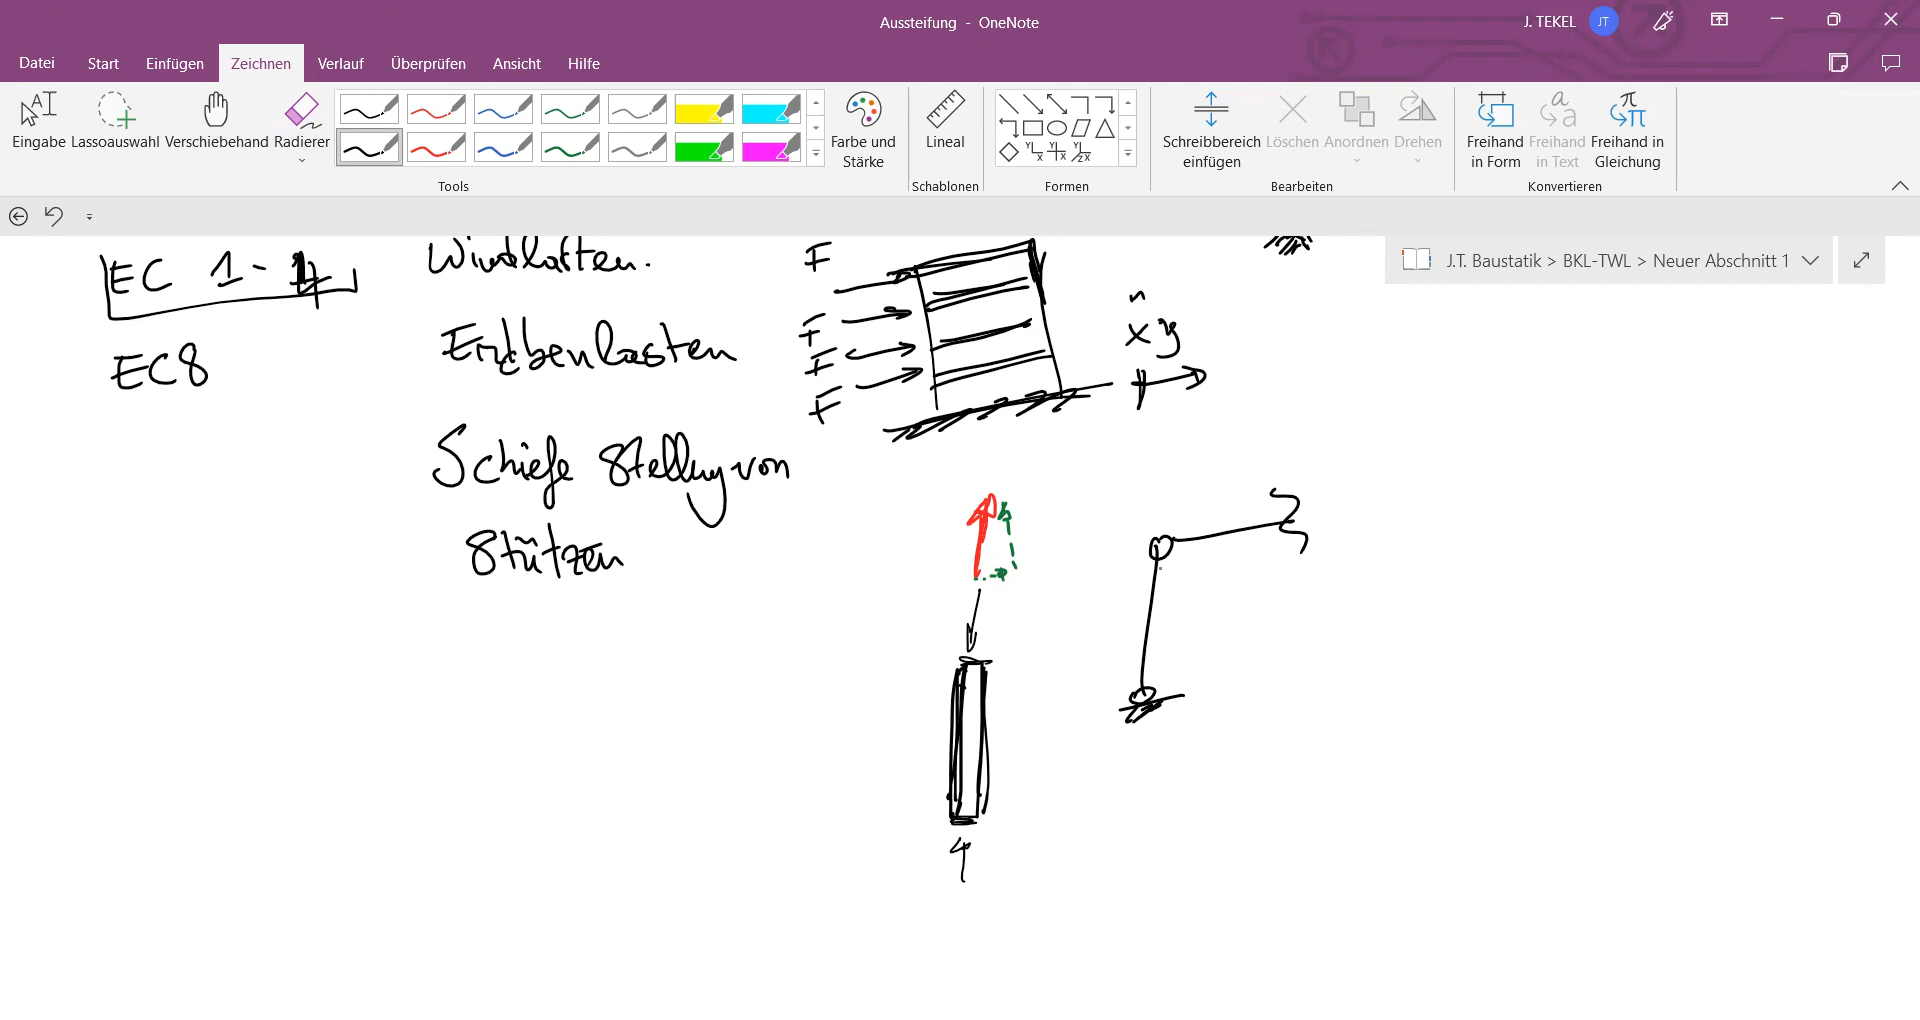 Aussteifung - OneNote
J. TEKEL
JT
Datei
Start
Einfügen
Zeichnen
Verlauf
Überprüfen
Ansicht
Hilfe
Eingabe
Lassoauswahl
Verschiebehand
Radierer
Farbe und Stärke
Lineal
Schreibbereich einfügen
Löschen
Anordnen
Drehen
Freihand in Form
Freihand in Text
Freihand in Gleichung
Tools
Schablonen
Formen
Bearbeiten
Konvertieren
J.T. Baustatik > BKL-TWL > Neuer Abschnitt 1
EC 1-4
Windlasten.
F
EC8
Erdbenlasten
F
F
F
x y
Schiefe Stellung von
Stützen